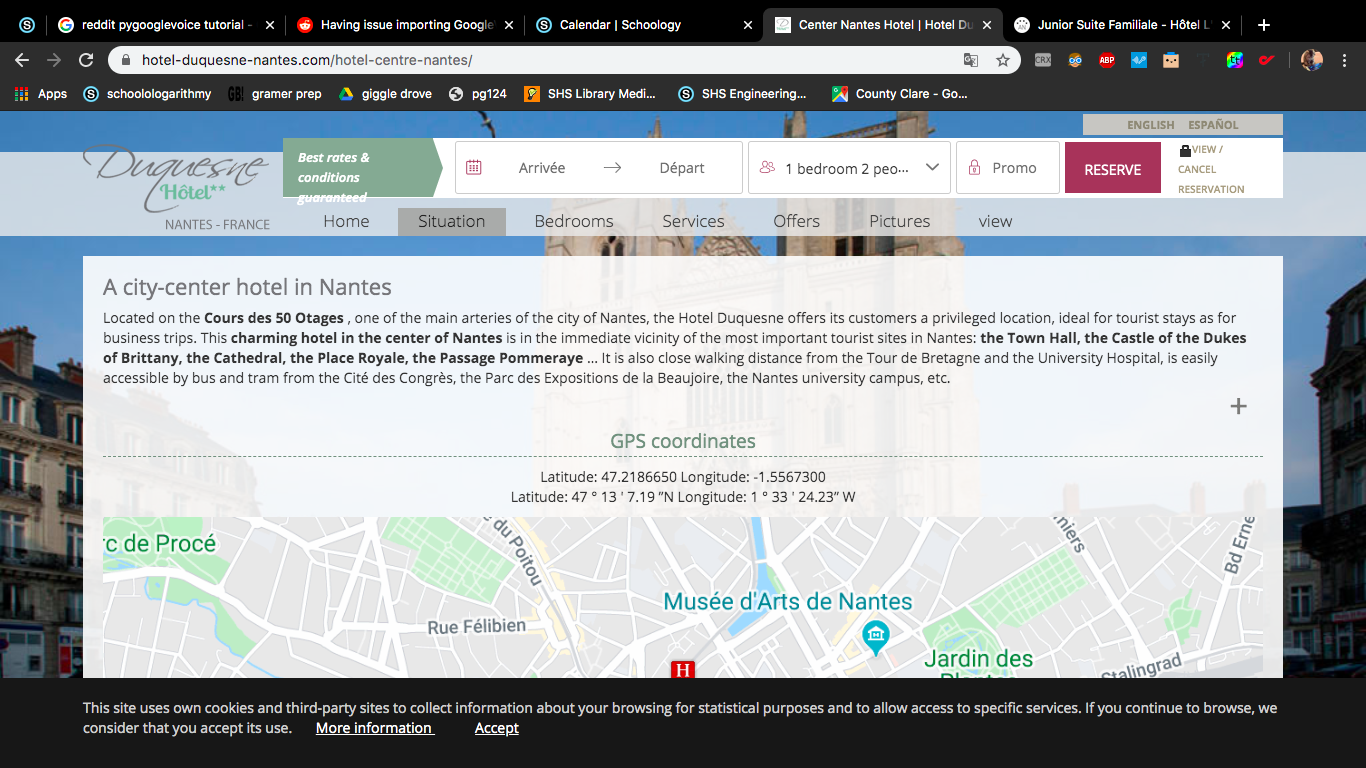 reddit pygooglevoice tutorial -
Having issue importing Google
Calendar | Schoology
Center Nantes Hotel | Hotel Du
Junior Suite Familiale - Hôtel L'
hotel-duquesne-nantes.com/hotel-centre-nantes/
CRX
ABP
Apps
schoolologarithmy
GB!
gramer prep
giggle drove
pg124
SHS Library Medi...
SHS Engineering...
County Clare - Go...
ENGLISH ESPAÑOL
Duquesne
Hôtel**
NANTES - FRANCE
Best rates &
conditions
guaranteed
Arrivée
Départ
1 bedroom 2 peo...
Promo
RESERVE
VIEW /
CANCEL
RESERVATION
Home
Situation
Bedrooms
Services
Offers
Pictures
view
A city-center hotel in Nantes
Located on the Cours des 50 Otages , one of the main arteries of the city of Nantes, the Hotel Duquesne offers its customers a privileged location, ideal for tourist stays as for
business trips. This charming hotel in the center of Nantes is in the immediate vicinity of the most important tourist sites in Nantes: the Town Hall, the Castle of the Dukes
of Brittany, the Cathedral, the Place Royale, the Passage Pommeraye ... It is also close walking distance from the Tour de Bretagne and the University Hospital, is easily
accessible by bus and tram from the Cité des Congrès, the Parc des Expositions de la Beaujoire, the Nantes university campus, etc.
+
GPS coordinates
Latitude: 47.2186650 Longitude: -1.5567300
Latitude: 47 ° 13 ' 7.19 ”N Longitude: 1 ° 33 ' 24.23” W
rc de Procé
e du Poitou
Rue Félibien
Musée d'Arts de Nantes
miers
Bd Erne
Jardin des
Plantes
Stalingrad
H
This site uses own cookies and third-party sites to collect information about your browsing for statistical purposes and to allow access to specific services. If you continue to browse, we
consider that you accept its use. More information Accept